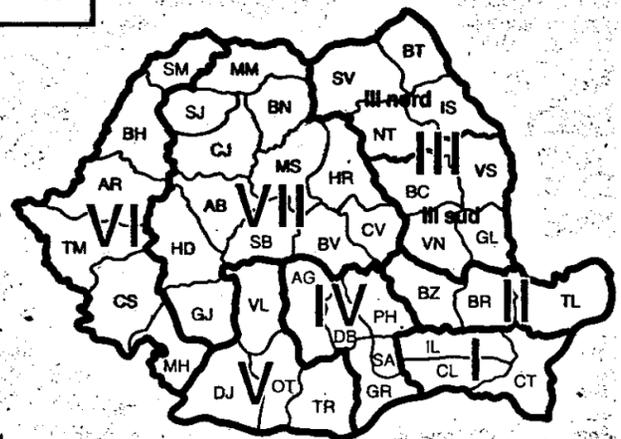 BT
SM MM SV
III nord IS
SJ BN
BH NT
CJ MS III
HR VS
AR BC
AB VII
VI III sud
TM HD SB BV CV VN GL
AG
CS BZ BR II TL
GJ VL IV
PH
DB
MH SA IL I
DJ V OT CL CT
TR GR